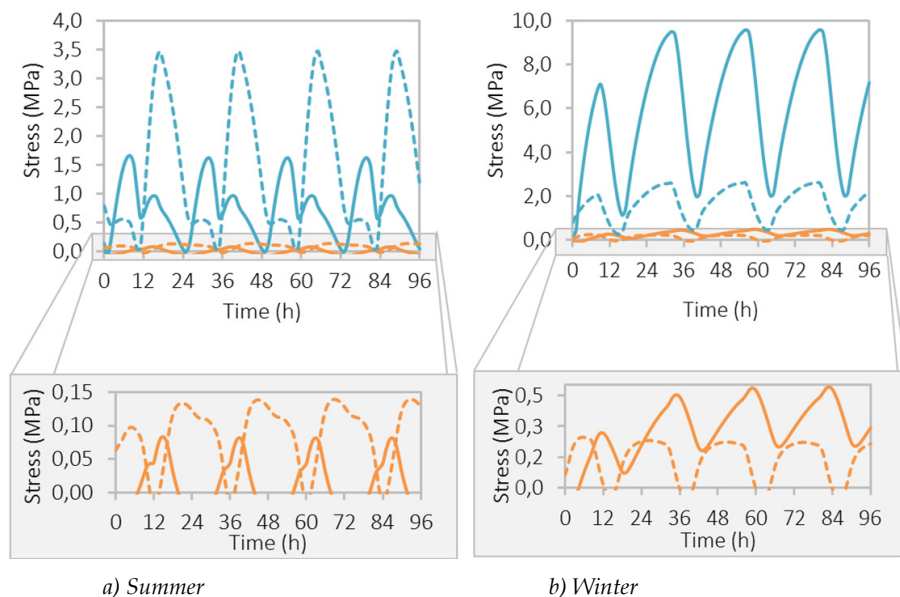 4,0
3,5
3,0
2,5
2,0
1,5
1,0
0,5
0,0
Stress (MPa)
0 12 24 36 48 60 72 84 96
Time (h)
10,0
8,0
6,0
4,0
2,0
0,0
Stress (MPa)
0 12 24 36 48 60 72 84 96
Time (h)
0,15
0,10
0,05
0,00
Stress (MPa)
0 12 24 36 48 60 72 84 96
Time (h)
0,5
0,3
0,2
0,0
Stress (MPa)
0 12 24 36 48 60 72 84 96
Time (h)
a) Summer
b) Winter